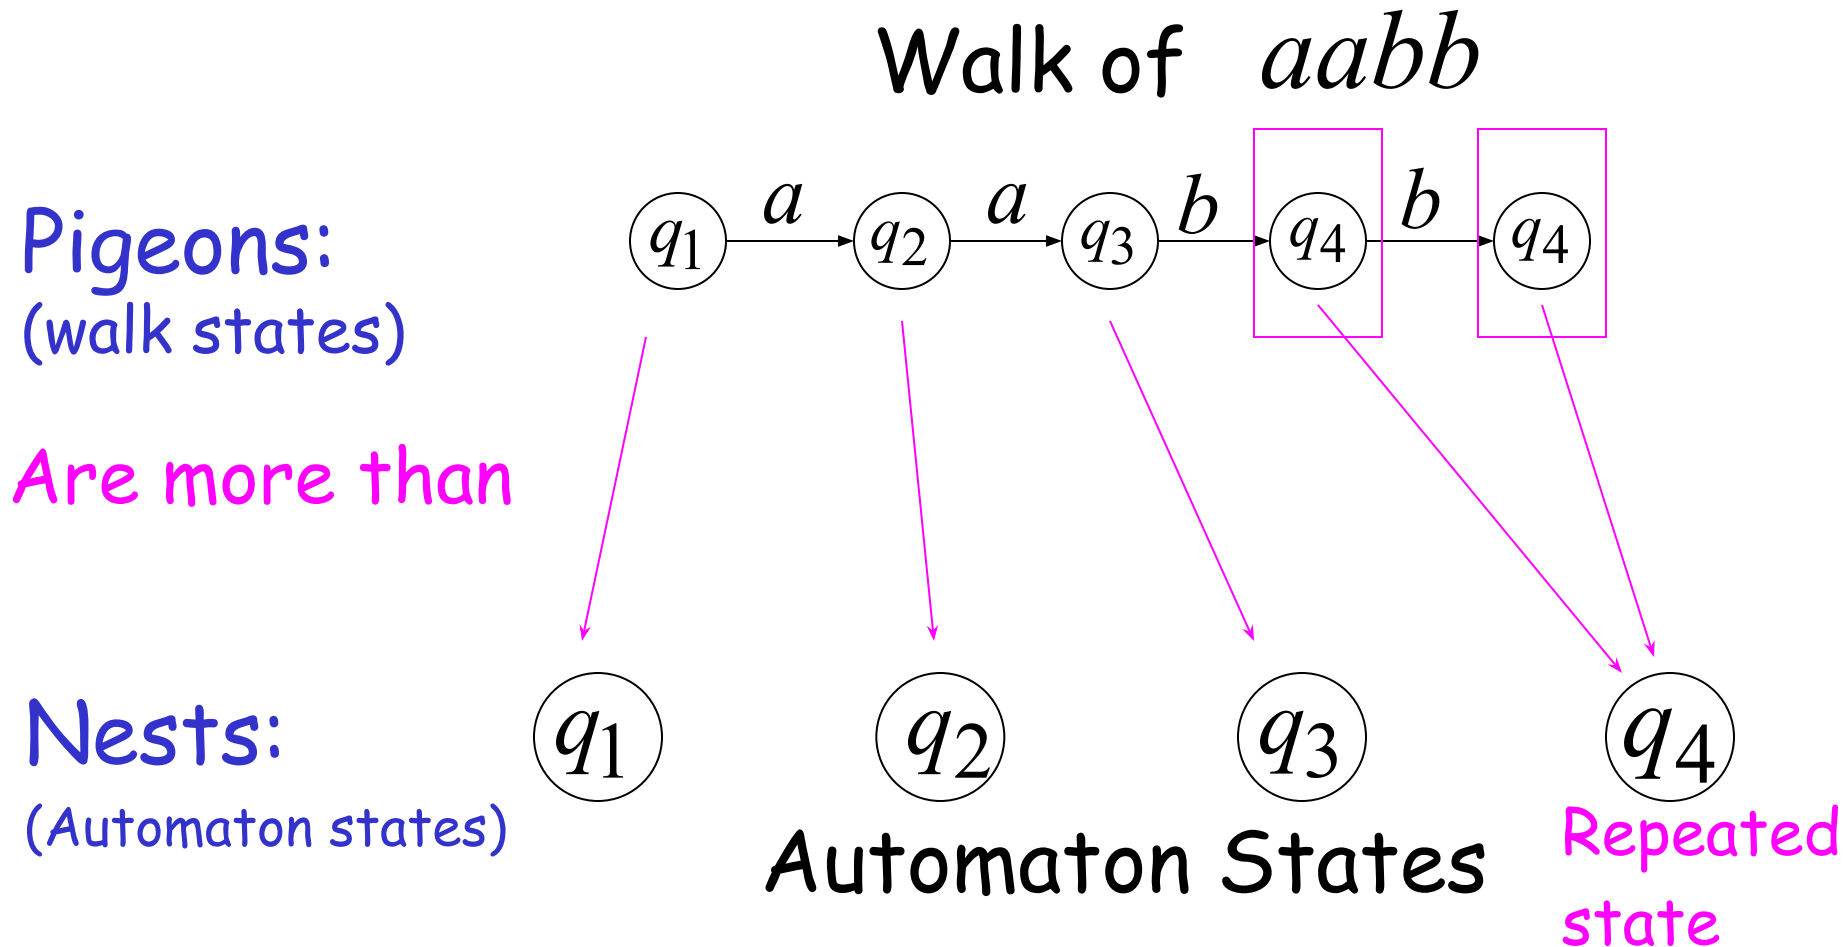 Walk of aabb
a a b b
Pigeons: q1 q2 q3 q4 q4
(walk states)
Are more than
Nests: q1 q2 q3 q4
(Automaton states)
Automaton States
Repeated
state